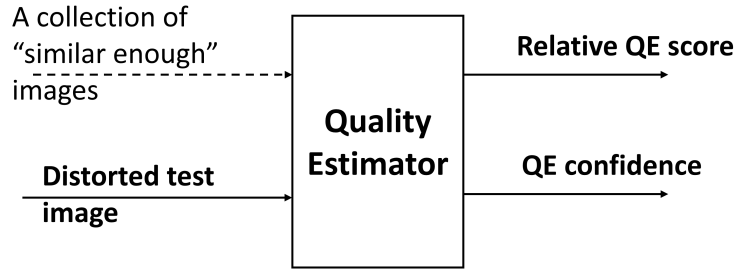 A collection of
“similar enough”
images
Distorted test
image
Quality
Estimator
Relative QE score
QE confidence